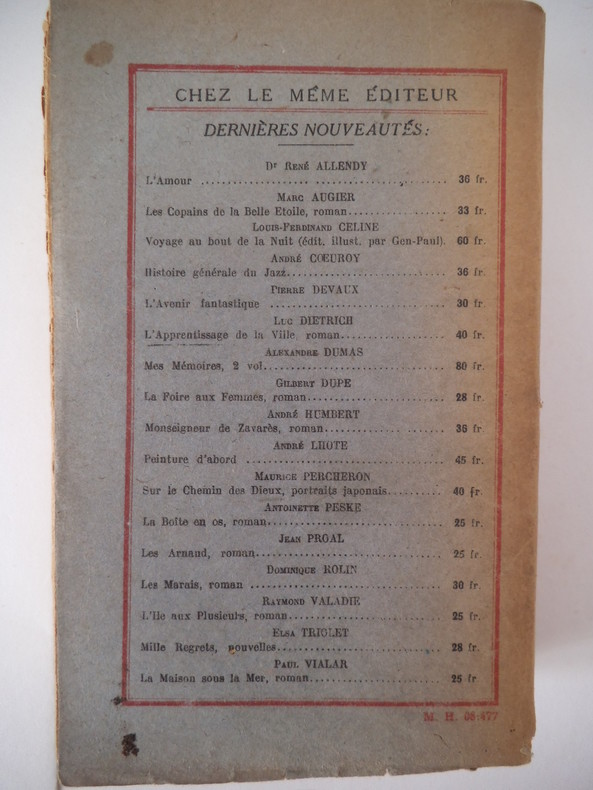 CHEZ LE MÊME ÉDITEUR
DERNIÈRES NOUVEAUTÉS:
Dr RENÉ ALLENDY
L'Amour .......................................... 36 fr.
MARC AUGIER
Les Copains de la Belle Etoile, roman................ 33 fr.
LOUIS-FERDINAND CELINE
Voyage au bout de la Nuit (édit. illust. par Gen-Paul). 60 fr.
ANDRÉ CŒUROY
Histoire générale du Jazz.......................... 36 fr.
PIERRE DEVAUX
L'Avenir fantastique ............................. 30 fr.
LUC DIETRICH
L'Apprentissage de la Ville, roman.................. 40 fr.
ALEXANDRE DUMAS
Mes Mémoires, 2 vol.............................. 80 fr.
GILBERT DUPE
La Foire aux Femmes, roman........................ 28 fr.
ANDRÉ HUMBERT
Monseigneur de Zavarès, roman..................... 36 fr.
ANDRÉ LHOTE
Peinture d'abord ................................ 45 fr.
MAURICE PERCHERON
Sur le Chemin des Dieux, portraits japonais.......... 40 fr.
ANTOINETTE PESKE
La Boîte en os, roman............................. 25 fr.
JEAN PROAL
Les Arnaud, roman............................... 25 fr.
DOMINIQUE ROLIN
Les Marais, roman ............................... 30 fr.
RAYMOND VALADIE
L'Ile aux Plusieurs, roman.......................... 25 fr.
ELSA TRIOLET
Mille Regrets, nouvelles............................ 28 fr.
PAUL VIALAR
La Maison sous la Mer, roman...................... 25 fr
M. H. 06.477